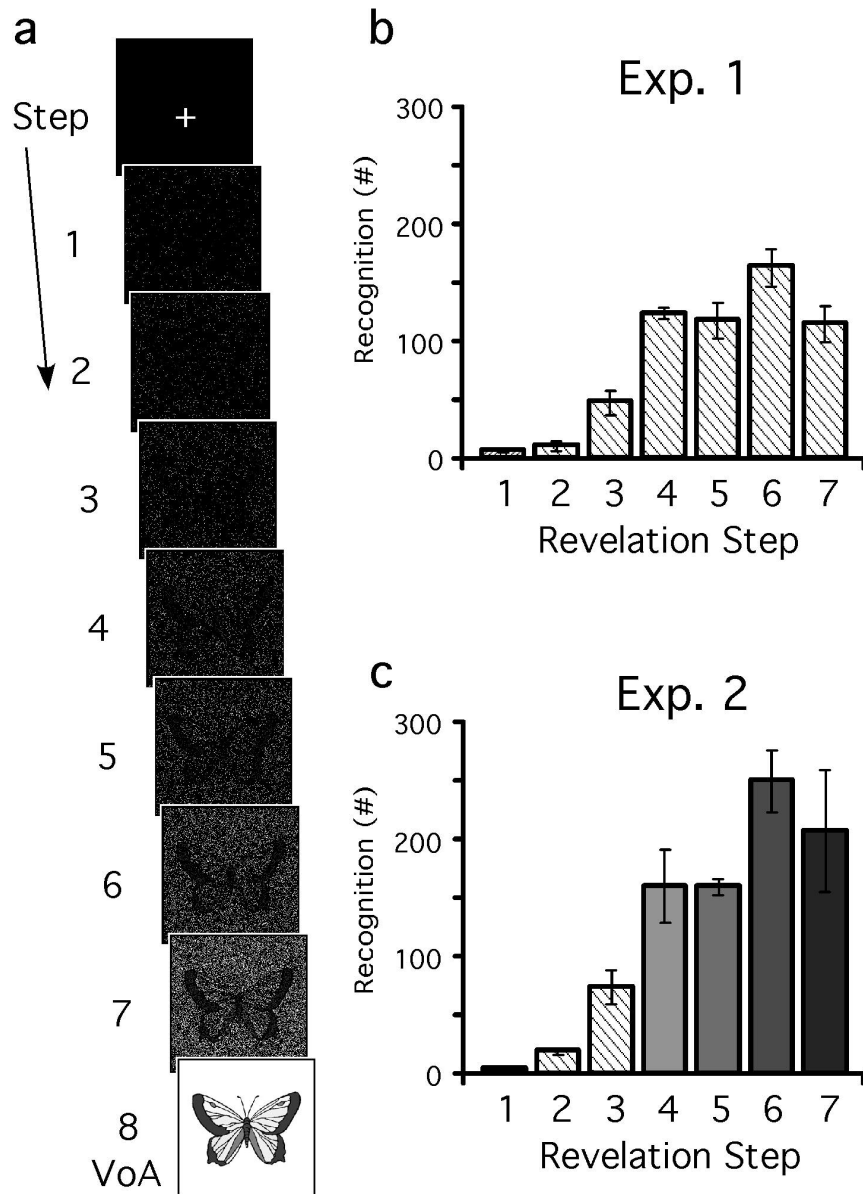 a
Step
+
1
2
3
4
5
6
7
8
VoA
b
Exp. 1
300
200
100
0
Recognition (#)
1 2 3 4 5 6 7
Revelation Step
c
Exp. 2
300
200
100
0
Recognition (#)
1 2 3 4 5 6 7
Revelation Step